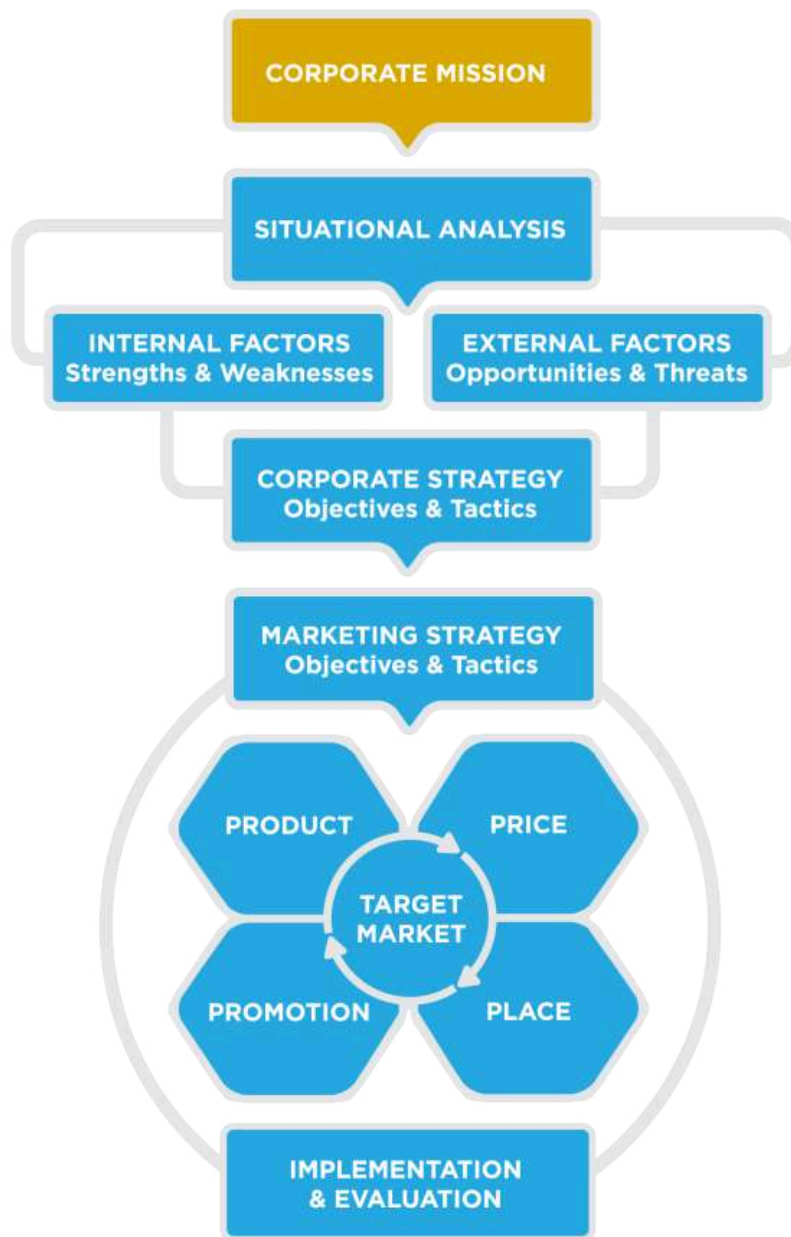 CORPORATE MISSION
SITUATIONAL ANALYSIS
INTERNAL FACTORS
Strengths & Weaknesses
EXTERNAL FACTORS
Opportunities & Threats
CORPORATE STRATEGY
Objectives & Tactics
MARKETING STRATEGY
Objectives & Tactics
PRODUCT
PRICE
TARGET
MARKET
PROMOTION
PLACE
IMPLEMENTATION
& EVALUATION